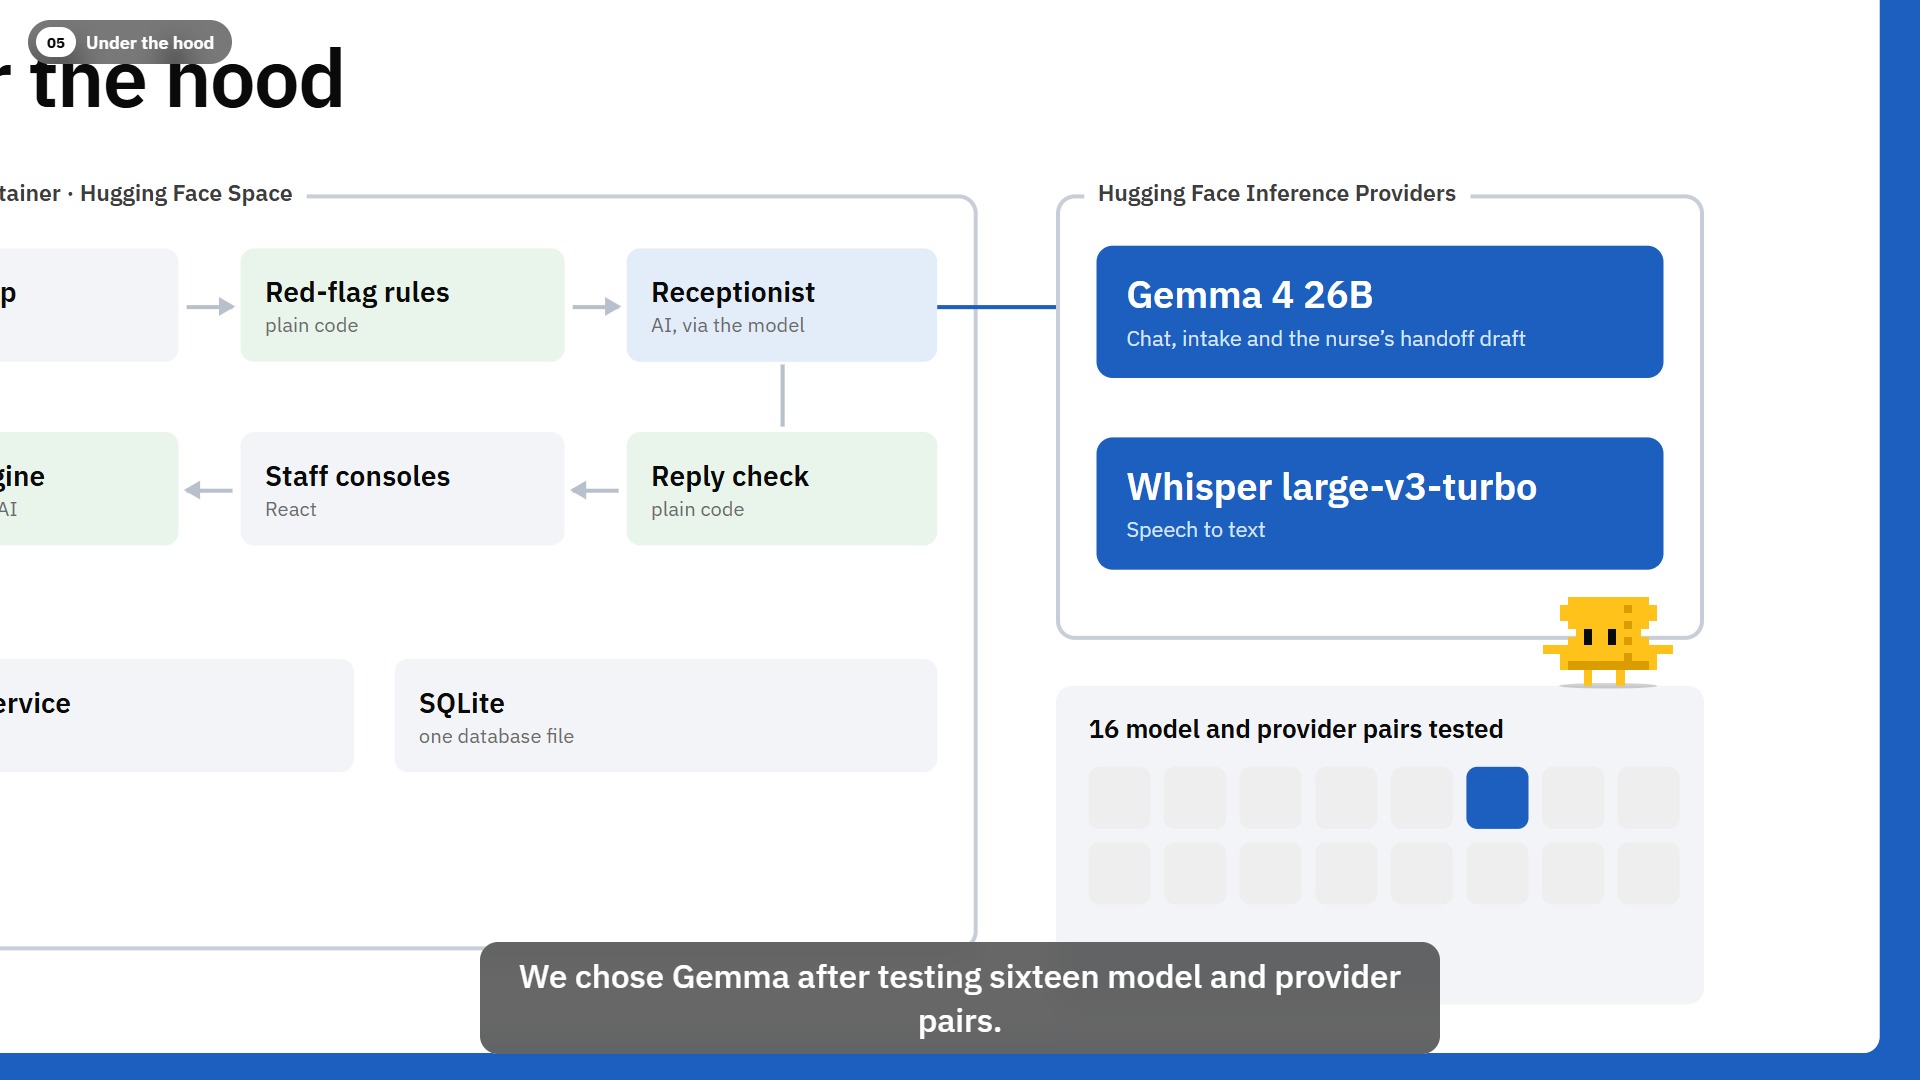 05 Under the hood
r the hood
tainer · Hugging Face Space
Hugging Face Inference Providers
p
Red-flag rules
plain code
Receptionist
AI, via the model
Gemma 4 26B
Chat, intake and the nurse’s handoff draft
gine
AI
Staff consoles
React
Reply check
plain code
Whisper large-v3-turbo
Speech to text
ervice
SQLite
one database file
16 model and provider pairs tested
We chose Gemma after testing sixteen model and provider
pairs.